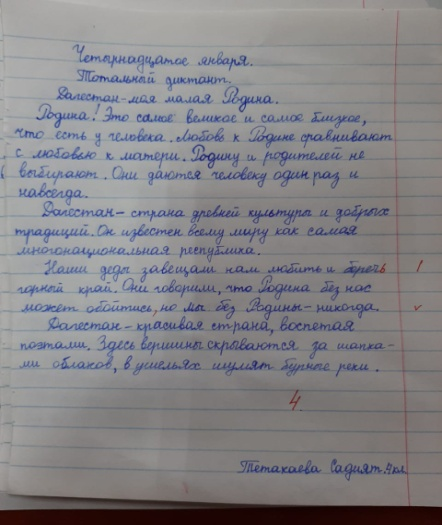 Четырнадцатое января.
Тотальный диктант.
Дагестан-моя малая Родина.
Родина! Это самое великое и самое близкое,
что есть у человека. Любовь к Родине сравнивают
с любовью к матери. Родину и родителей не
выбирают. Они даются человеку один раз и
навсегда.
Дагестан- страна древней культуры и добрых
традиций. Он известен всему миру как самая
многонациональная республика.
Наши деды завещали нам любить и беречь !
горный край. Они говорили, что Родина без нас
может обойтись, но мы без Родины- никогда. v
Дагестан- красивая страна, воспетая
поэтами. Здесь вершины скрываются за шапка-
ми облаков, в ущельях шумят бурные реки.
4
Тетакаева Садият. 4кл